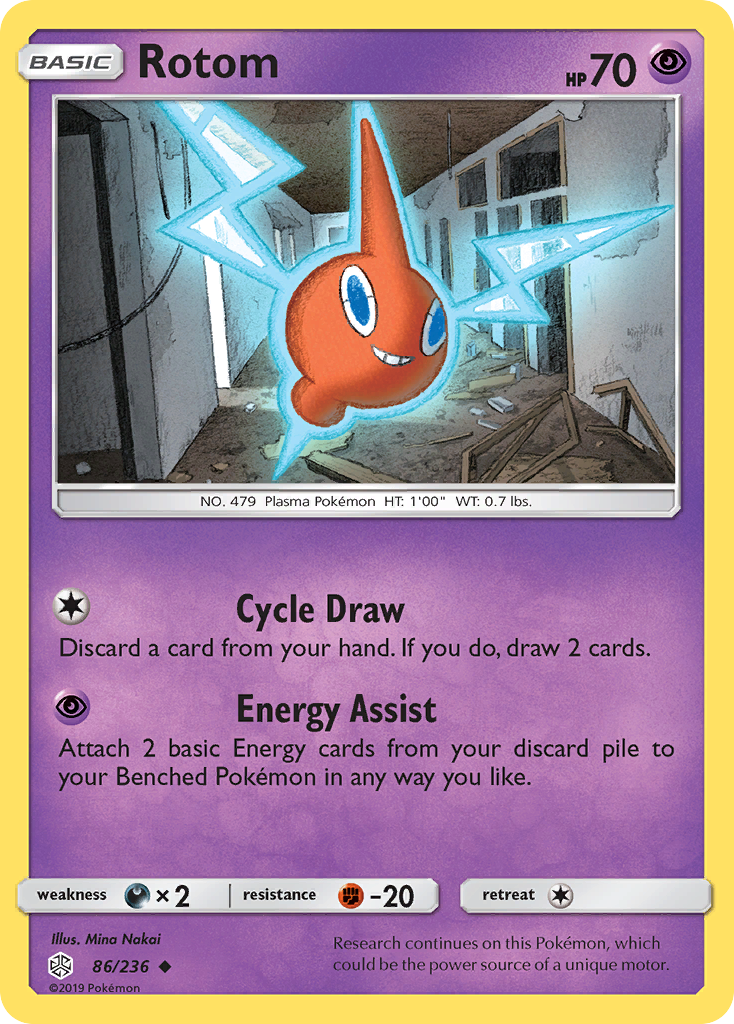 BASIC Rotom HP 70
NO. 479 Plasma Pokémon HT: 1'00" WT: 0.7 lbs.
Cycle Draw
Discard a card from your hand. If you do, draw 2 cards.
Energy Assist
Attach 2 basic Energy cards from your discard pile to
your Benched Pokémon in any way you like.
weakness ×2 resistance -20 retreat
Illus. Mina Nakai
86/236
©2019 Pokémon
Research continues on this Pokémon, which
could be the power source of a unique motor.